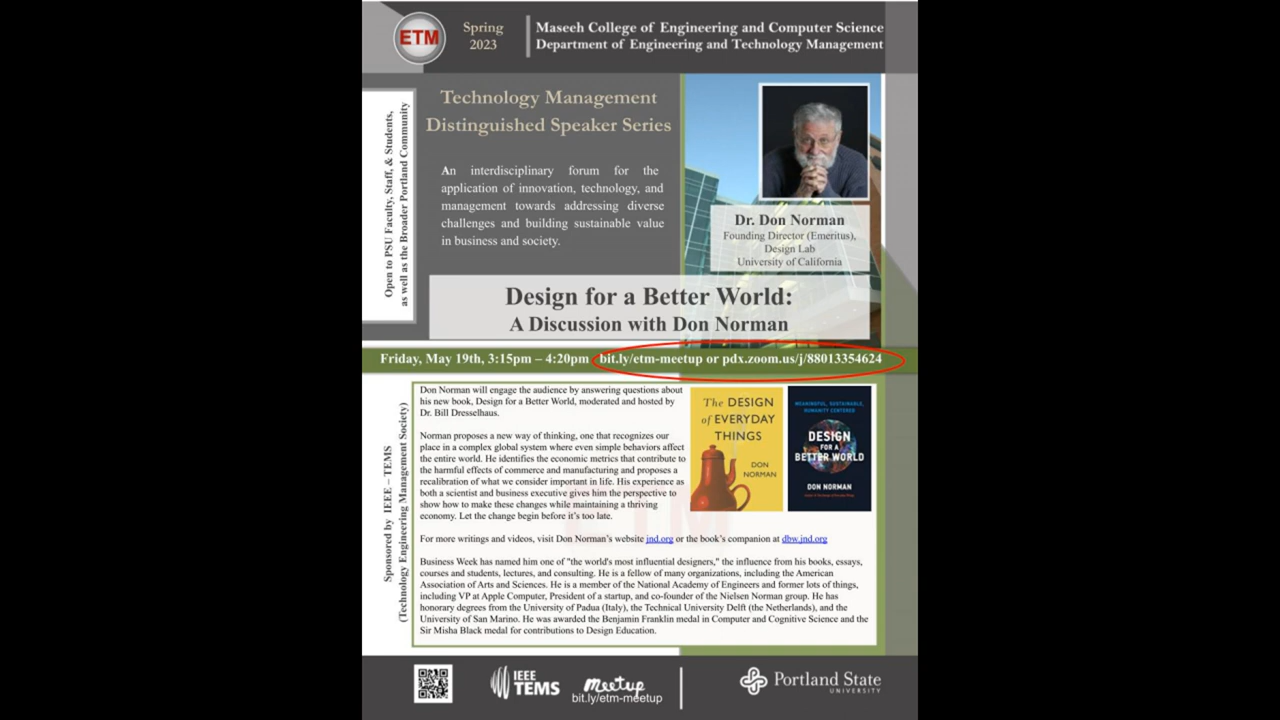 ETM
Spring
2023
Maseeh College of Engineering and Computer Science
Department of Engineering and Technology Management
Open to PSU Faculty, Staff, & Students,
as well as the Broader Portland Community
Technology Management
Distinguished Speaker Series
An interdisciplinary forum for the
application of innovation, technology, and
management towards addressing diverse
challenges and building sustainable value
in business and society.
Dr. Don Norman
Founding Director (Emeritus),
Design Lab
University of California
Design for a Better World:
A Discussion with Don Norman
Friday, May 19th, 3:15pm – 4:20pm bit.ly/etm-meetup or pdx.zoom.us/j/88013354624
Sponsored by IEEE – TEMS
(Technology Engineering Management Society)
Don Norman will engage the audience by answering questions about
his new book, Design for a Better World, moderated and hosted by
Dr. Bill Dresselhaus.
Norman proposes a new way of thinking, one that recognizes our
place in a complex global system where even simple behaviors affect
the entire world. He identifies the economic metrics that contribute to
the harmful effects of commerce and manufacturing and proposes a
recalibration of what we consider important in life. His experience as
both a scientist and business executive gives him the perspective to
show how to make these changes while maintaining a thriving
economy. Let the change begin before it's too late.
The DESIGN
of EVERYDAY
THINGS
DON
NORMAN
MEANINGFUL, SUSTAINABLE,
HUMANITY CENTERED
DESIGN
FOR A
BETTER WORLD
DON NORMAN
ETM
For more writings and videos, visit Don Norman's website jnd.org or the book's companion at dbw.jnd.org
Business Week has named him one of "the world's most influential designers," the influence from his books, essays,
courses and students, lectures, and consulting. He is a fellow of many organizations, including the American
Association of Arts and Sciences. He is a member of the National Academy of Engineers and former lots of things,
including VP at Apple Computer, President of a startup, and co-founder of the Nielsen Norman group. He has
honorary degrees from the University of Padua (Italy), the Technical University Delft (the Netherlands), and the
University of San Marino. He was awarded the Benjamin Franklin medal in Computer and Cognitive Science and the
Sir Misha Black medal for contributions to Design Education.
IEEE
TEMS
meetup
bit.ly/etm-meetup
Portland State
UNIVERSITY